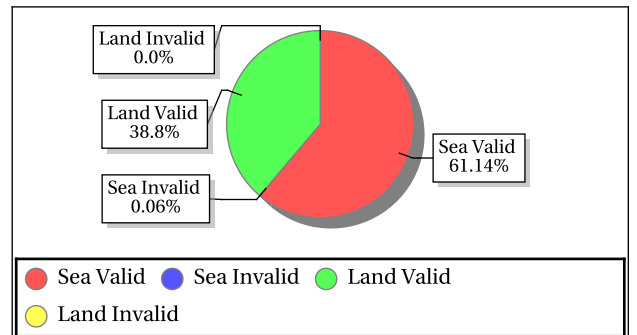 Land Invalid
0.0%
Land Valid
38.8%
Sea Invalid
0.06%
Sea Valid
61.14%
Sea Valid Sea Invalid Land Valid
Land Invalid